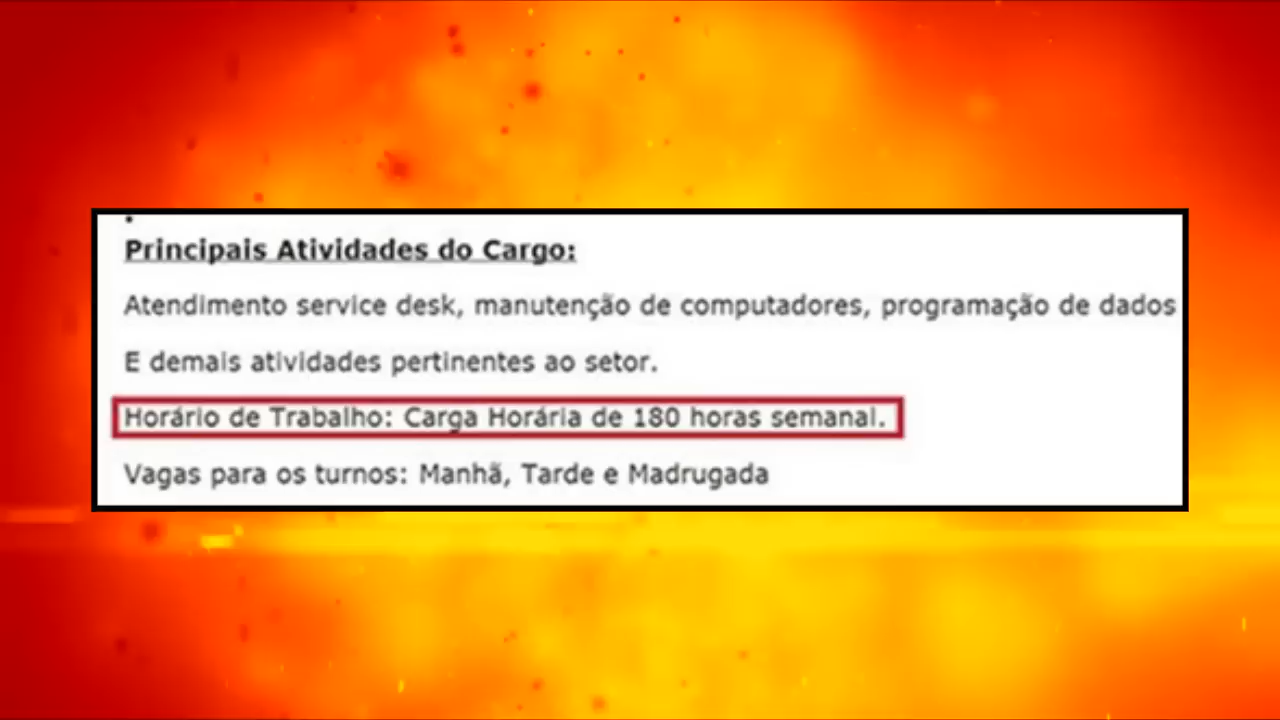 Principais Atividades do Cargo:
Atendimento service desk, manutenção de computadores, programação de dados
E demais atividades pertinentes ao setor.
Horário de Trabalho: Carga Horária de 180 horas semanal.
Vagas para os turnos: Manhã, Tarde e Madrugada